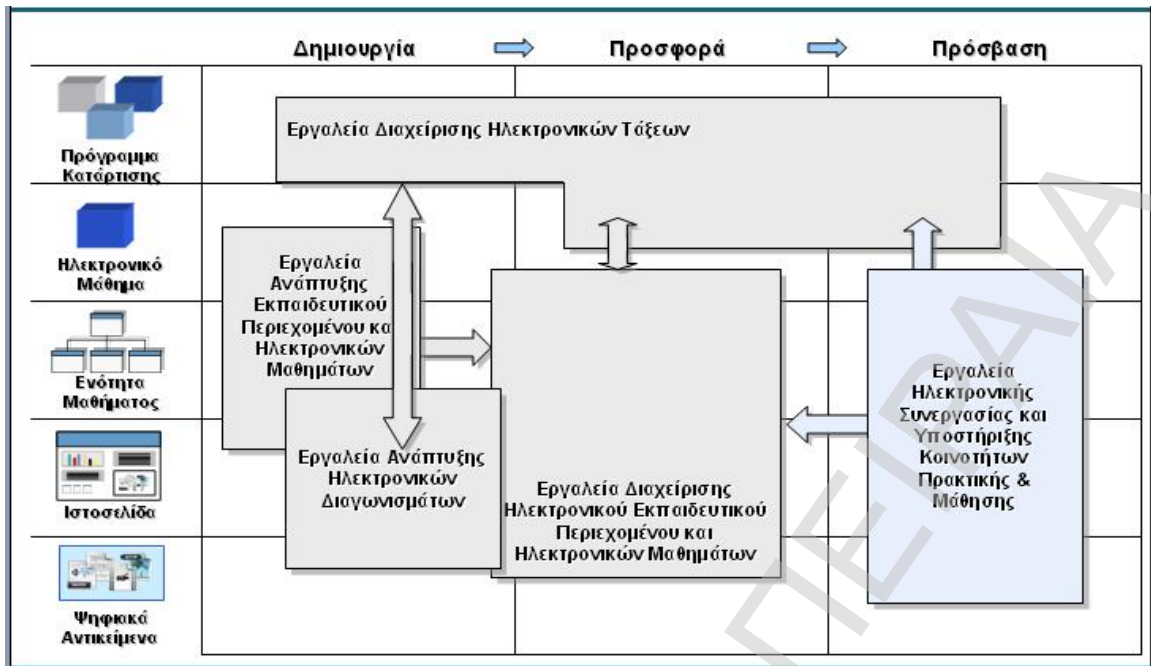 Δημιουργία
Προσφορά
Πρόσβαση
Πρόγραμμα
Κατάρτισης
Εργαλεία Διαχείρισης Ηλεκτρονικών Τάξεων
Ηλεκτρονικό
Μάθημα
Εργαλεία
Ανάπτυξης
Εκπαιδευτικού
Περιεχομένου κα
Ηλεκτρονικών
Μαθημάτων
Ενότητα
Μαθήματος
Εργαλεία Ανάπτυξης
Ηλεκτρονικών
Διαγωνισμάτων
Εργαλεία Διαχείρισης
Ηλεκτρονικού Εκπαιδευτικού
Περιεχομένου και
Ηλεκτρονικών Μαθημάτων
Εργαλεία
Ηλεκτρονικής
Συνεργασίας και
Υποστήριξης
Κοινοτήτων
Πρακτικής &
Μάθησης
Ιστοσελίδα
Ψηφιακά
Αντικείμενα
ΠΕΙΡΑΙΑ